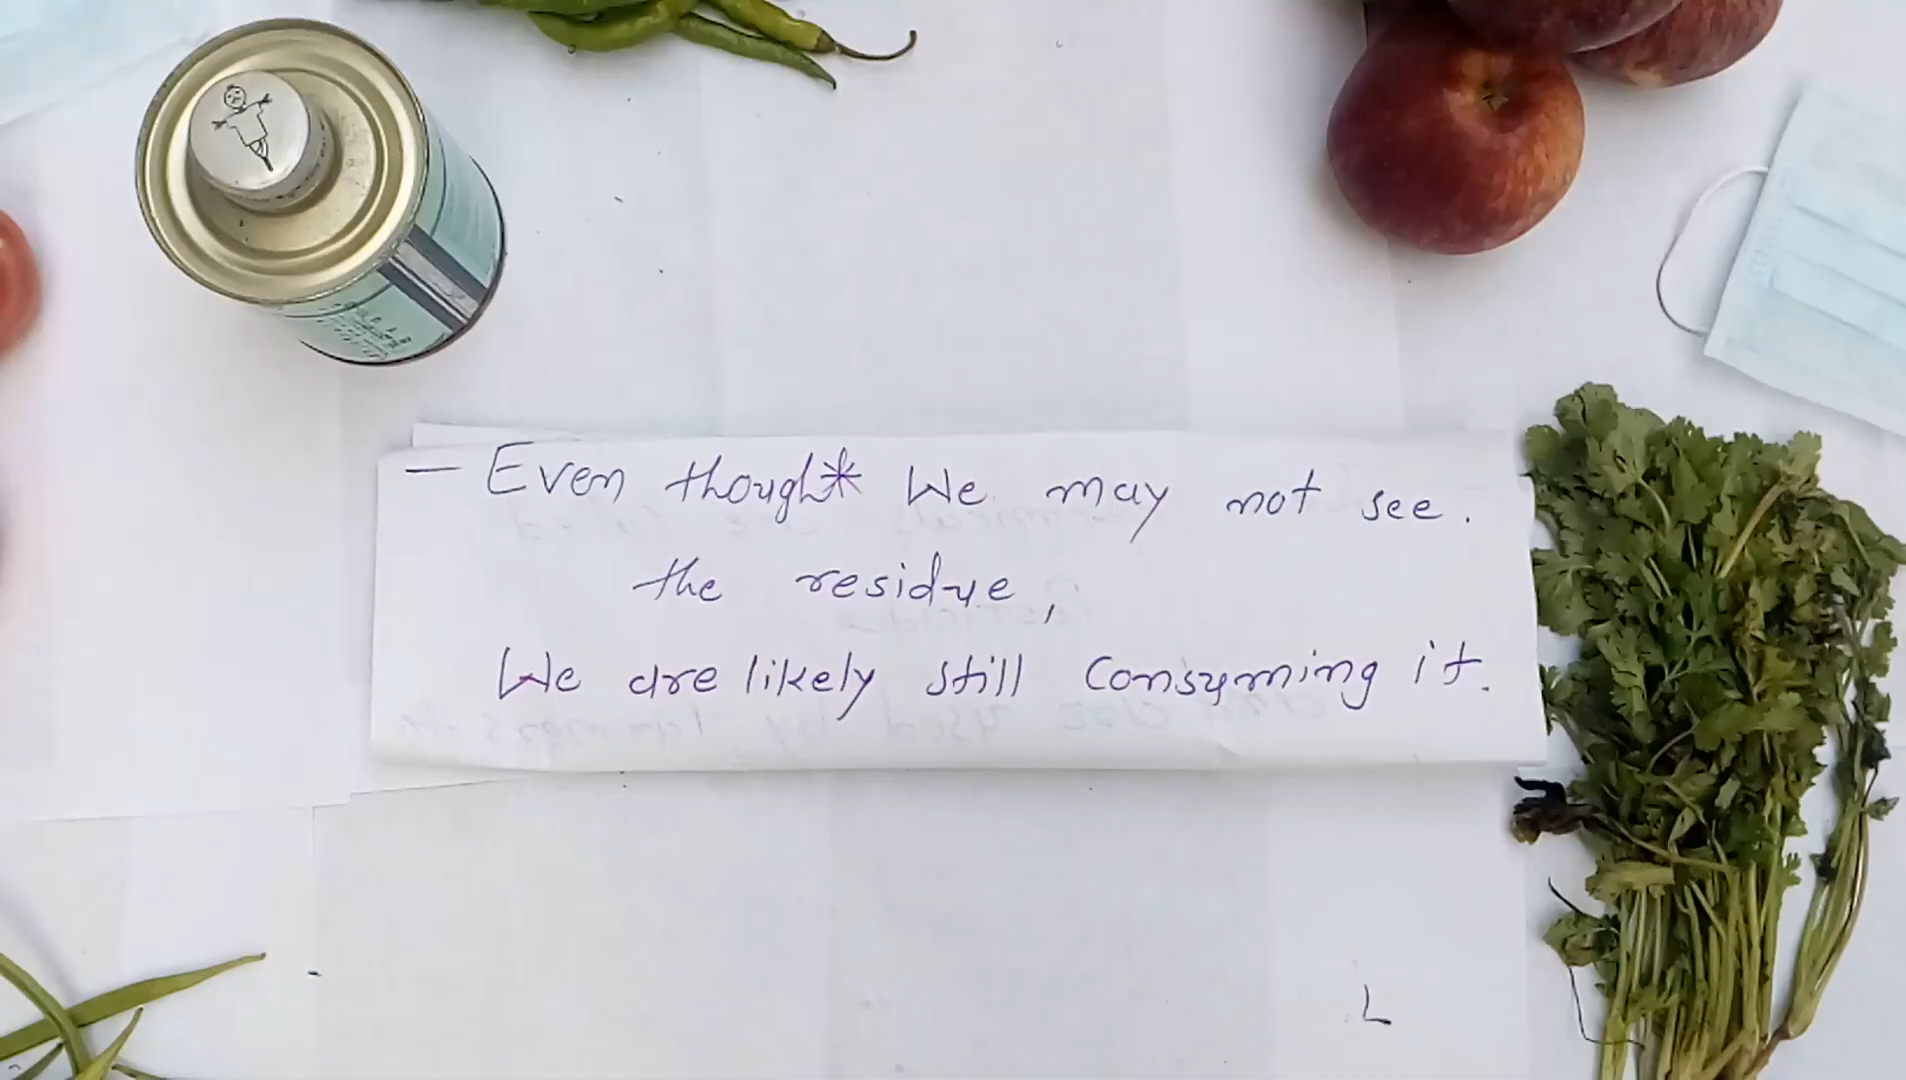 — Even though* We may not see.
the residue,
We are likely still Consuming it.
L